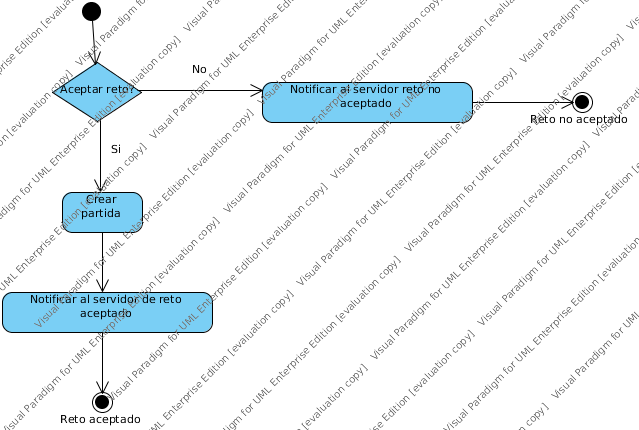 No
Aceptar reto?
Notificar al servidor reto no
aceptado
Reto no aceptado
Si
Crear
partida
Notificar al servidor de reto
aceptado
Reto aceptado
Visual Paradigm for UML Enterprise Edition [evaluation copy]